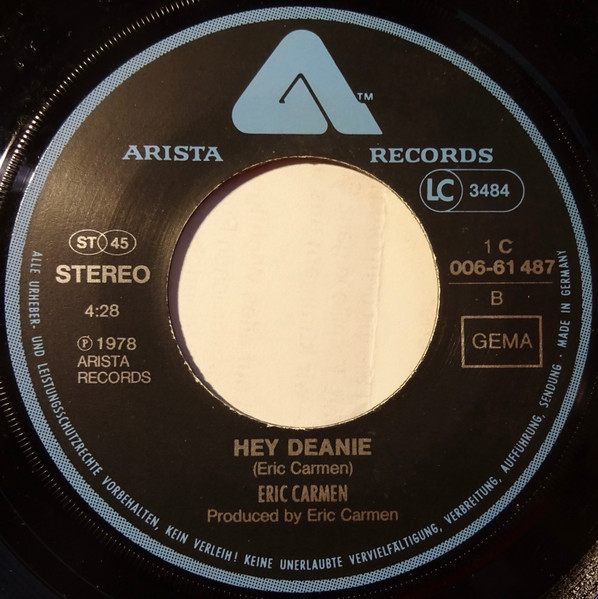 TM
ARISTA RECORDS
LC 3484
ST 45
STEREO
4:28
℗ 1978
ARISTA
RECORDS
1 C
006-61 487
B
GEMA
HEY DEANIE
(Eric Carmen)
ERIC CARMEN
Produced by Eric Carmen
ALLE URHEBER- UND LEISTUNGSSCHUTZRECHTE VORBEHALTEN, KEIN VERLEIH! KEINE UNERLAUBTE VERVIELFÄLTIGUNG, VERBREITUNG, AUFFÜHRUNG, SENDUNG · MADE IN GERMANY